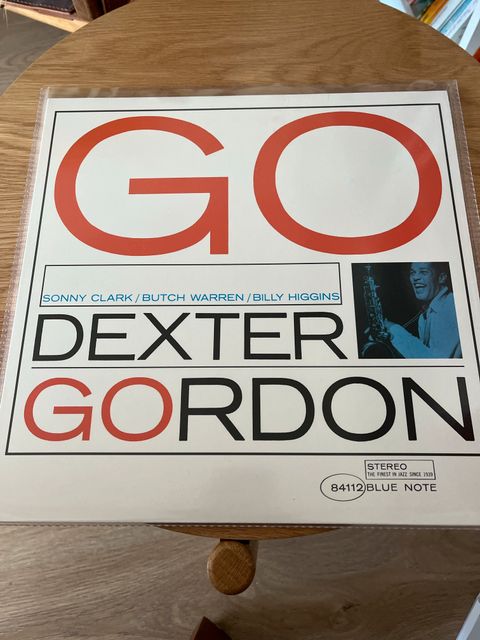 GO
SONNY CLARK/BUTCH WARREN/BILLY HIGGINS
DEXTER
GORDON
STEREO
THE FINEST IN JAZZ SINCE 1939
84112 BLUE NOTE